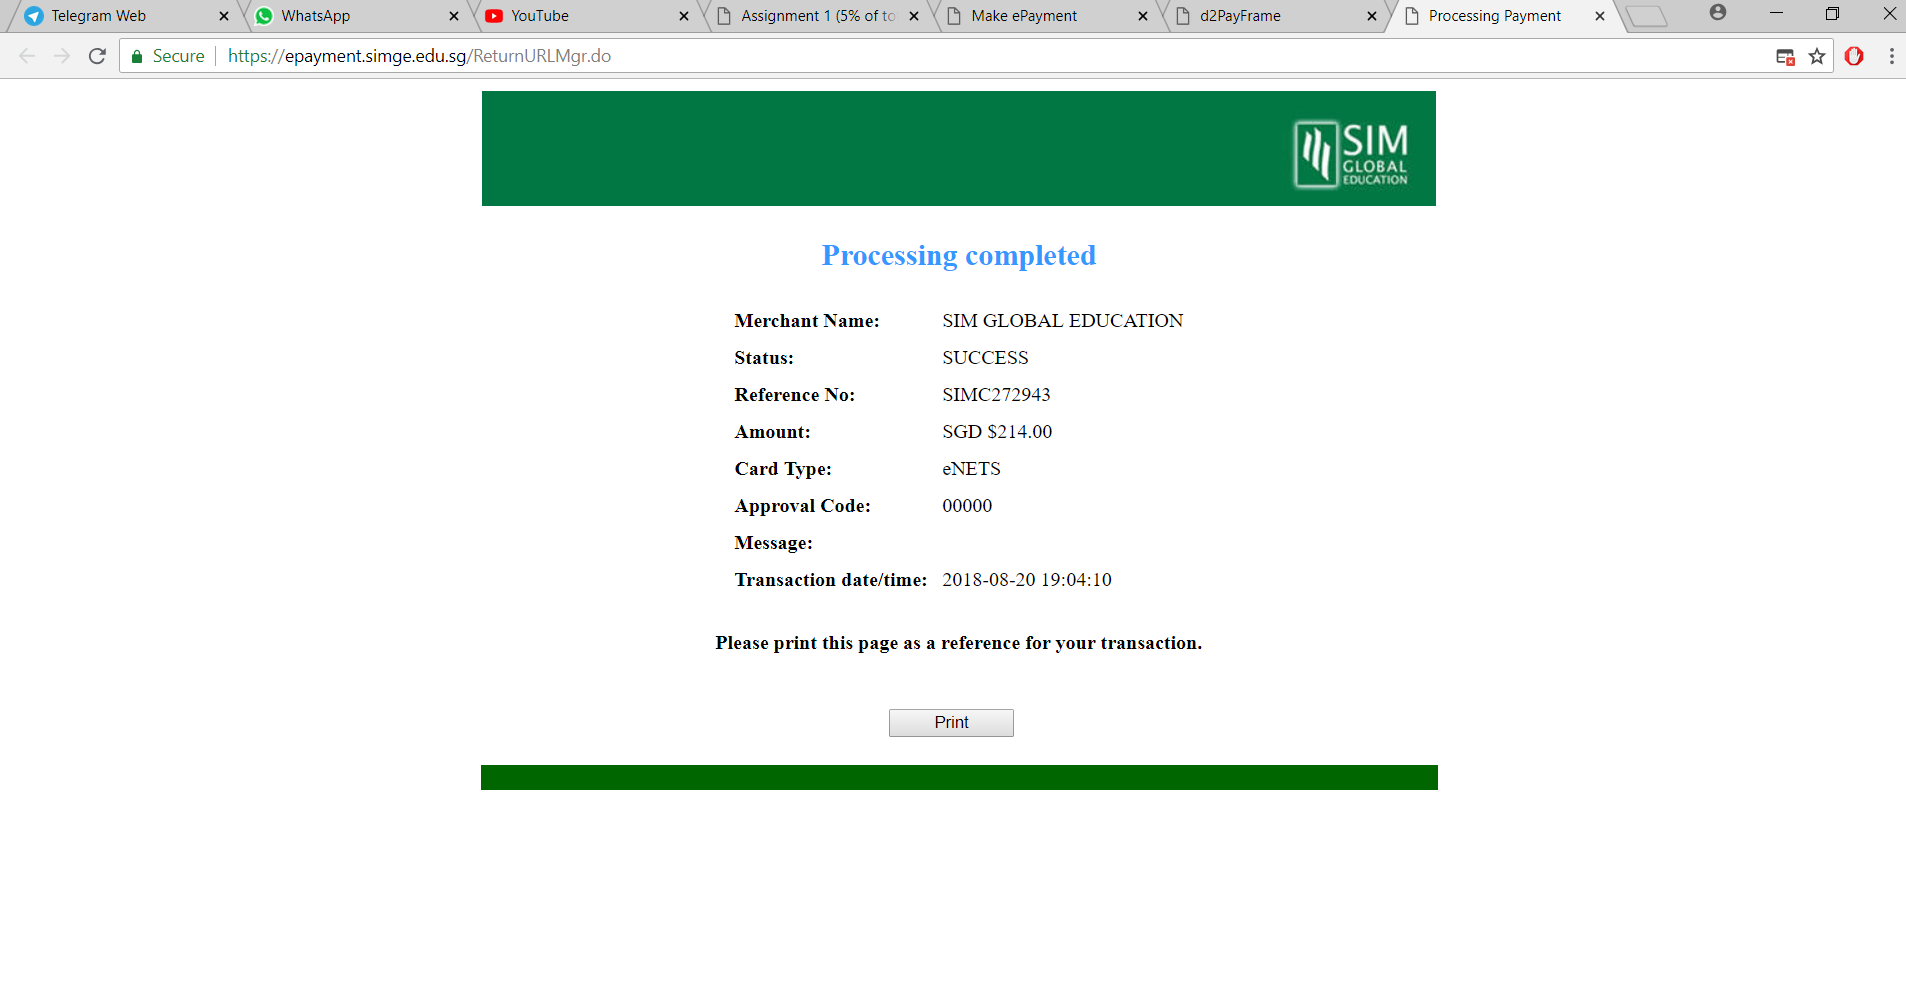 Telegram Web
WhatsApp
YouTube
Assignment 1 (5% of to
Make ePayment
d2PayFrame
Processing Payment
Secure
https://epayment.simge.edu.sg/ReturnURLMgr.do
SIM
GLOBAL
EDUCATION
Processing completed
Merchant Name: SIM GLOBAL EDUCATION
Status: SUCCESS
Reference No: SIMC272943
Amount: SGD $214.00
Card Type: eNETS
Approval Code: 00000
Message:
Transaction date/time: 2018-08-20 19:04:10
Please print this page as a reference for your transaction.
Print